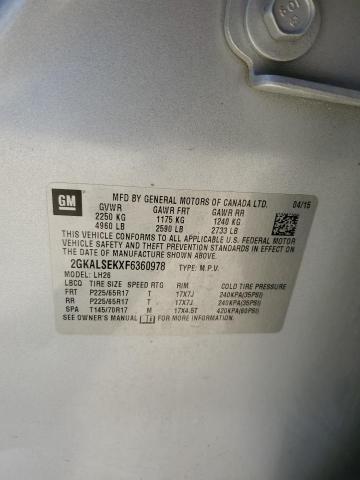 10.9
GM
MFD BY GENERAL MOTORS OF CANADA LTD. 04/15
GVWR GAWR FRT GAWR RR
2250 KG 1175 KG 1240 KG
4960 LB 2590 LB 2733 LB
THIS VEHICLE CONFORMS TO ALL APPLICABLE U.S. FEDERAL MOTOR
VEHICLE SAFETY AND THEFT PREVENTION STANDARDS IN EFFECT ON
THE DATE OF MANUFACTURE SHOWN ABOVE.
2GKALSEKXF6360978 TYPE: M.P.V.
MODEL: LH26
LBCQ TIRE SIZE SPEED RTG RIM COLD TIRE PRESSURE
FRT P225/65R17 T 17X7J 240KPA(35PSI)
RR P225/65R17 T 17X7J 240KPA(35PSI)
SPA T145/70R17 M 17X4.5T 420KPA(60PSI)
SEE OWNER'S MANUAL FOR MORE INFORMATION.